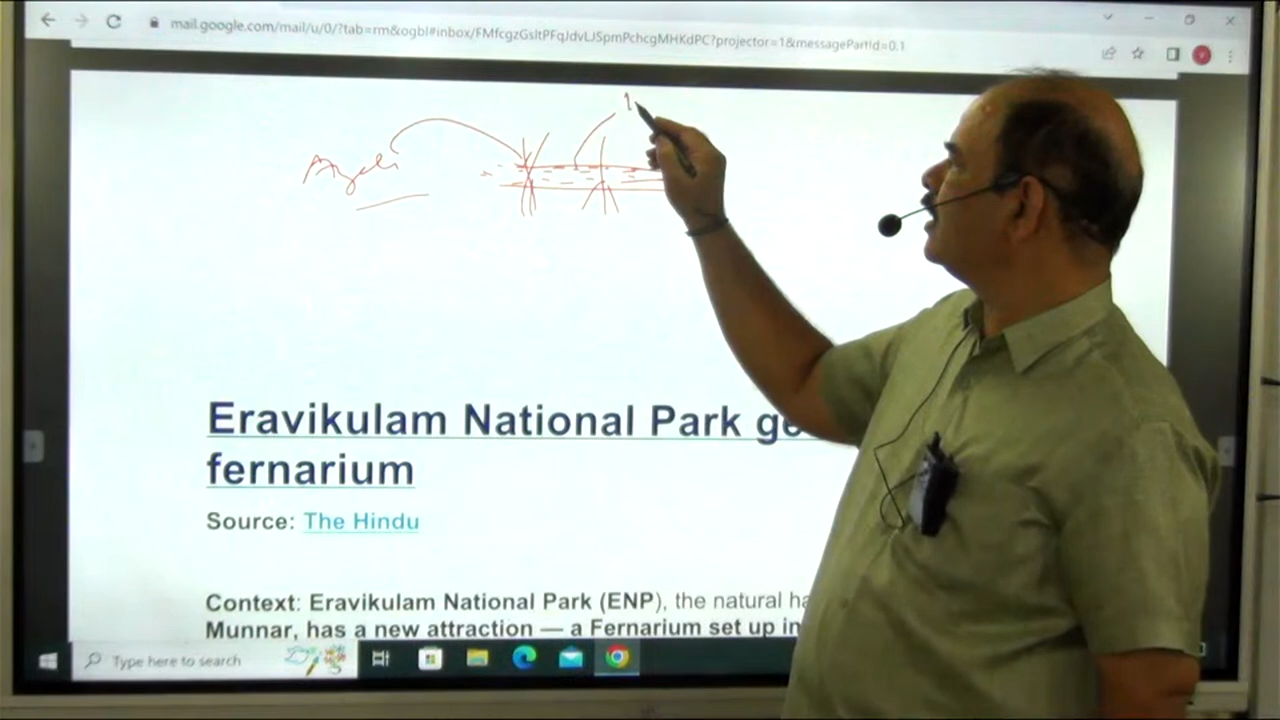 mail.google.com/mail/u/0/?tab=rm&ogbl#inbox/FMfcgzGsltPFqJdvLJSpmPchcgMHKdPC?projector=1&messagePartId=0.1
Eravikulam National Park ge
fernarium
Source: The Hindu
Context: Eravikulam National Park (ENP), the natural ha
Munnar, has a new attraction — a Fernarium set up in
Type here to search